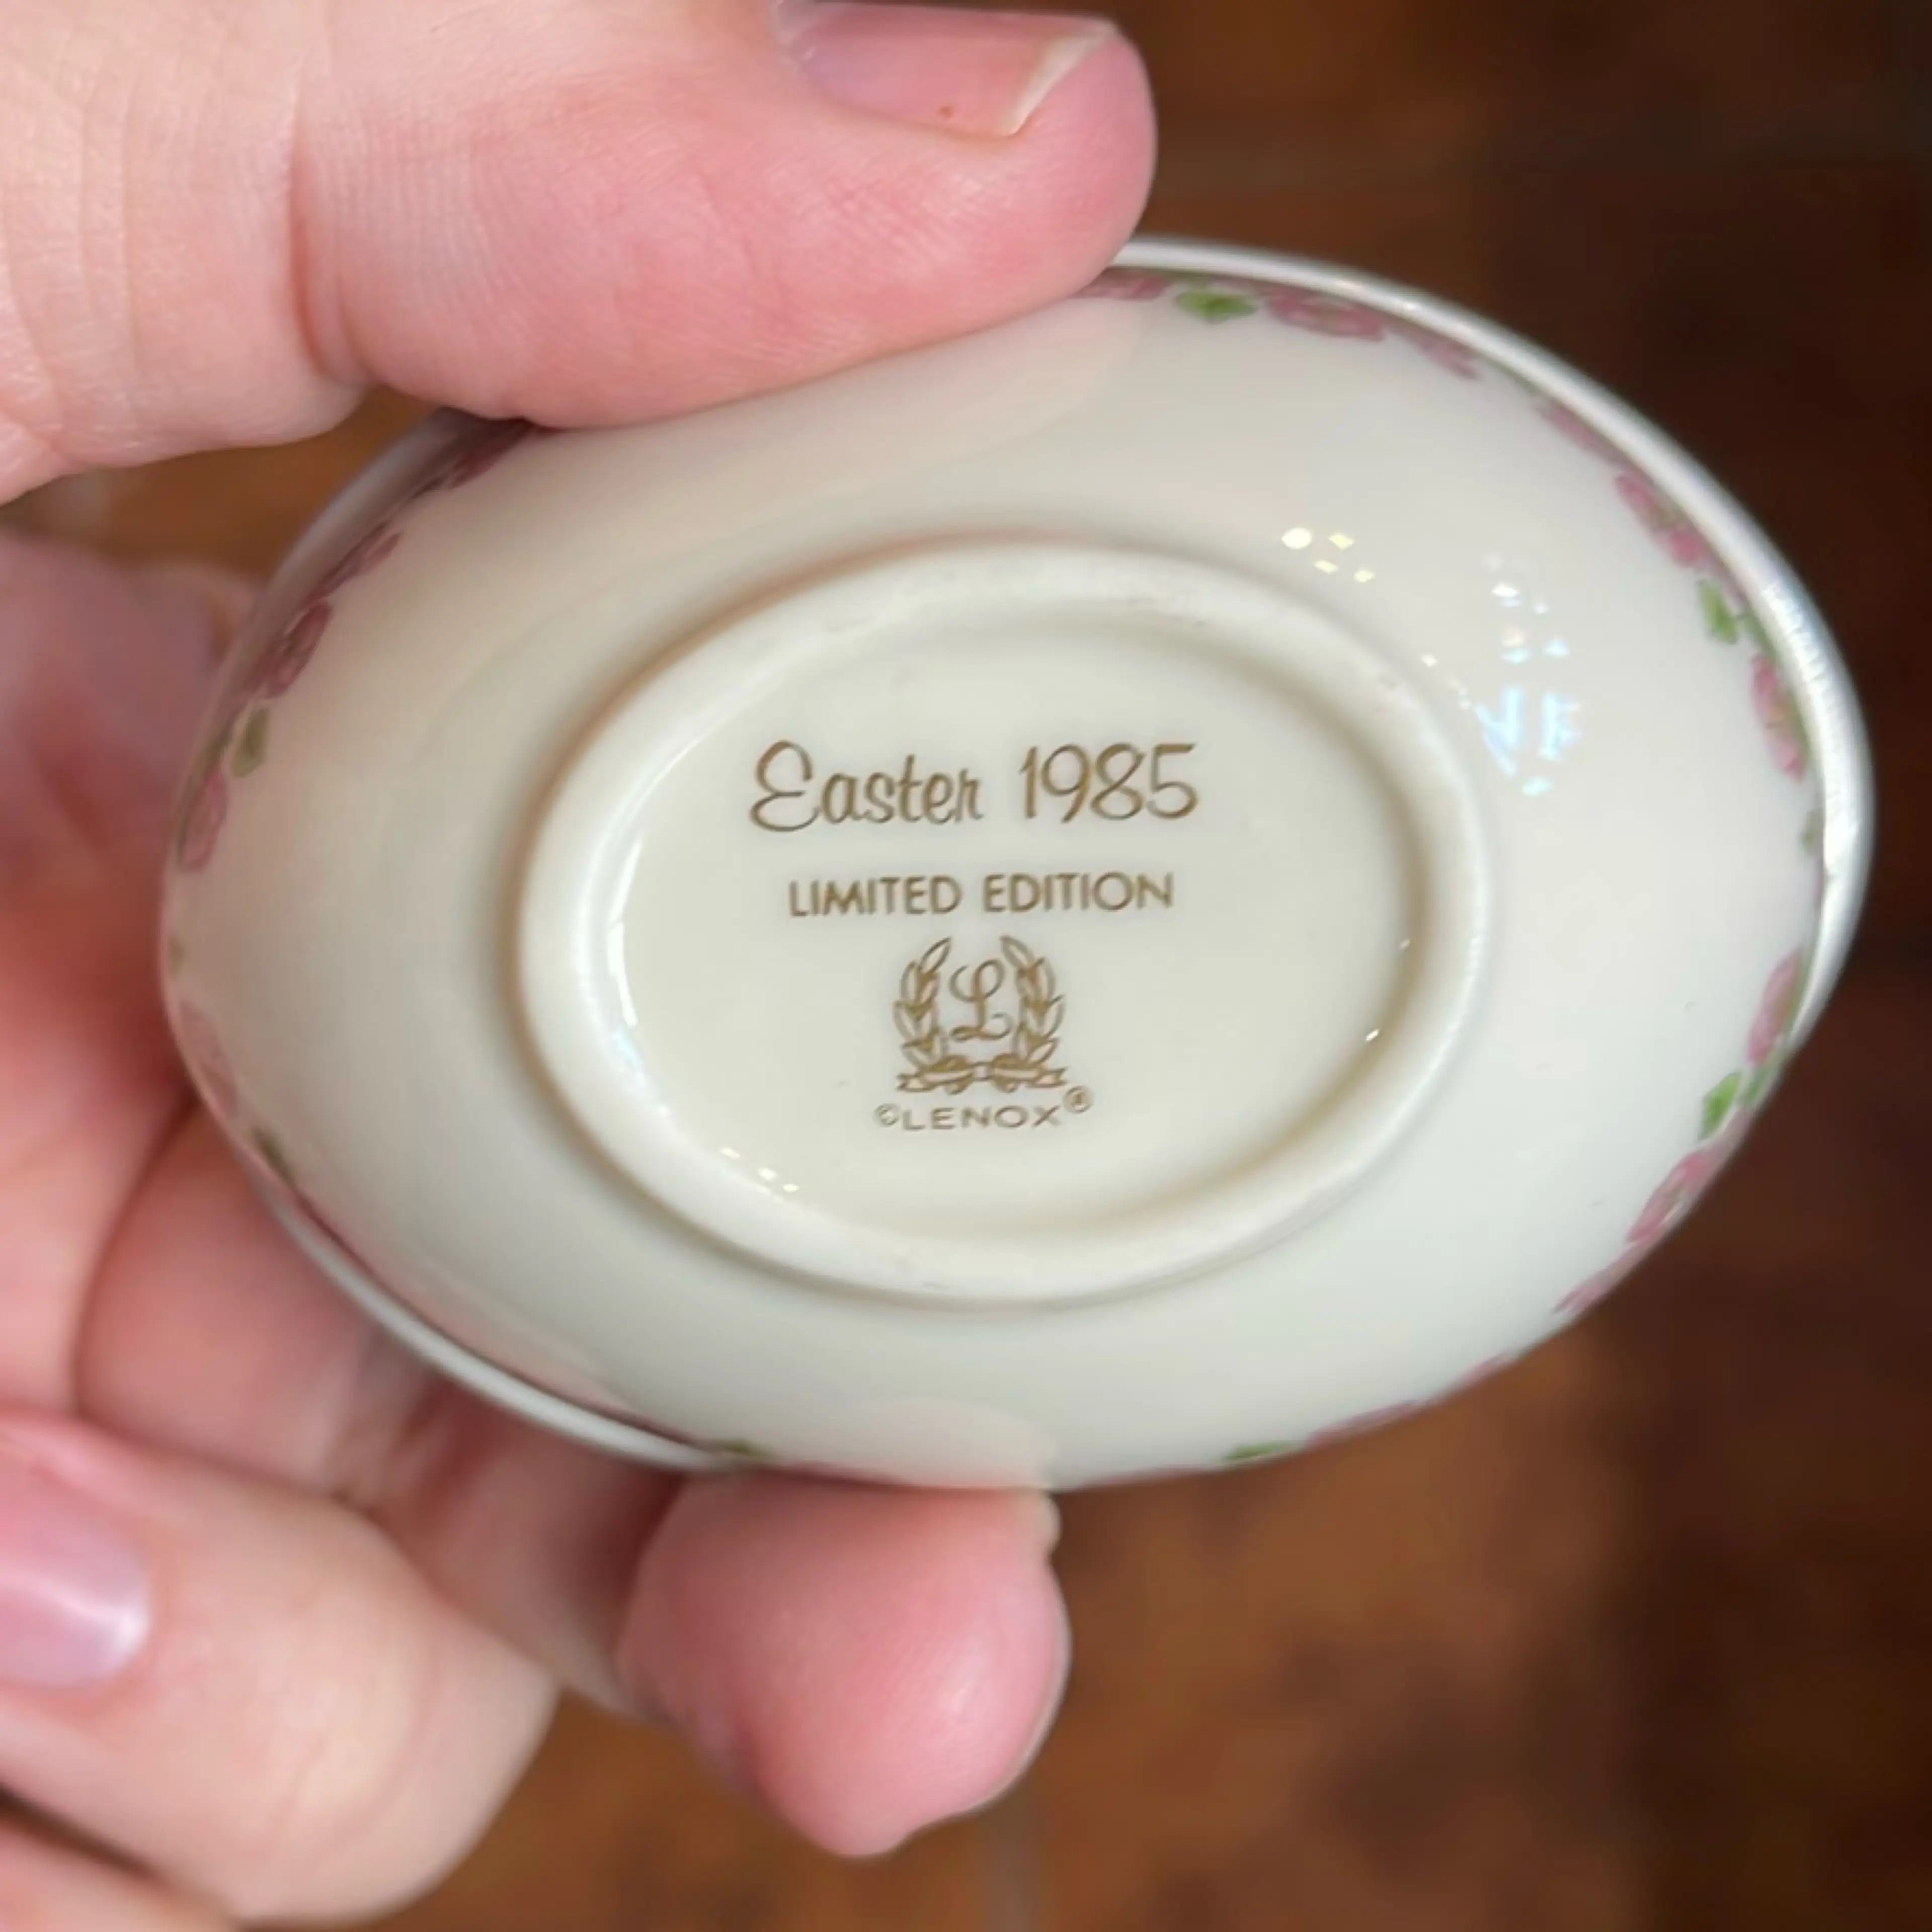 Easter 1985
LIMITED EDITION
L
©LENOX®